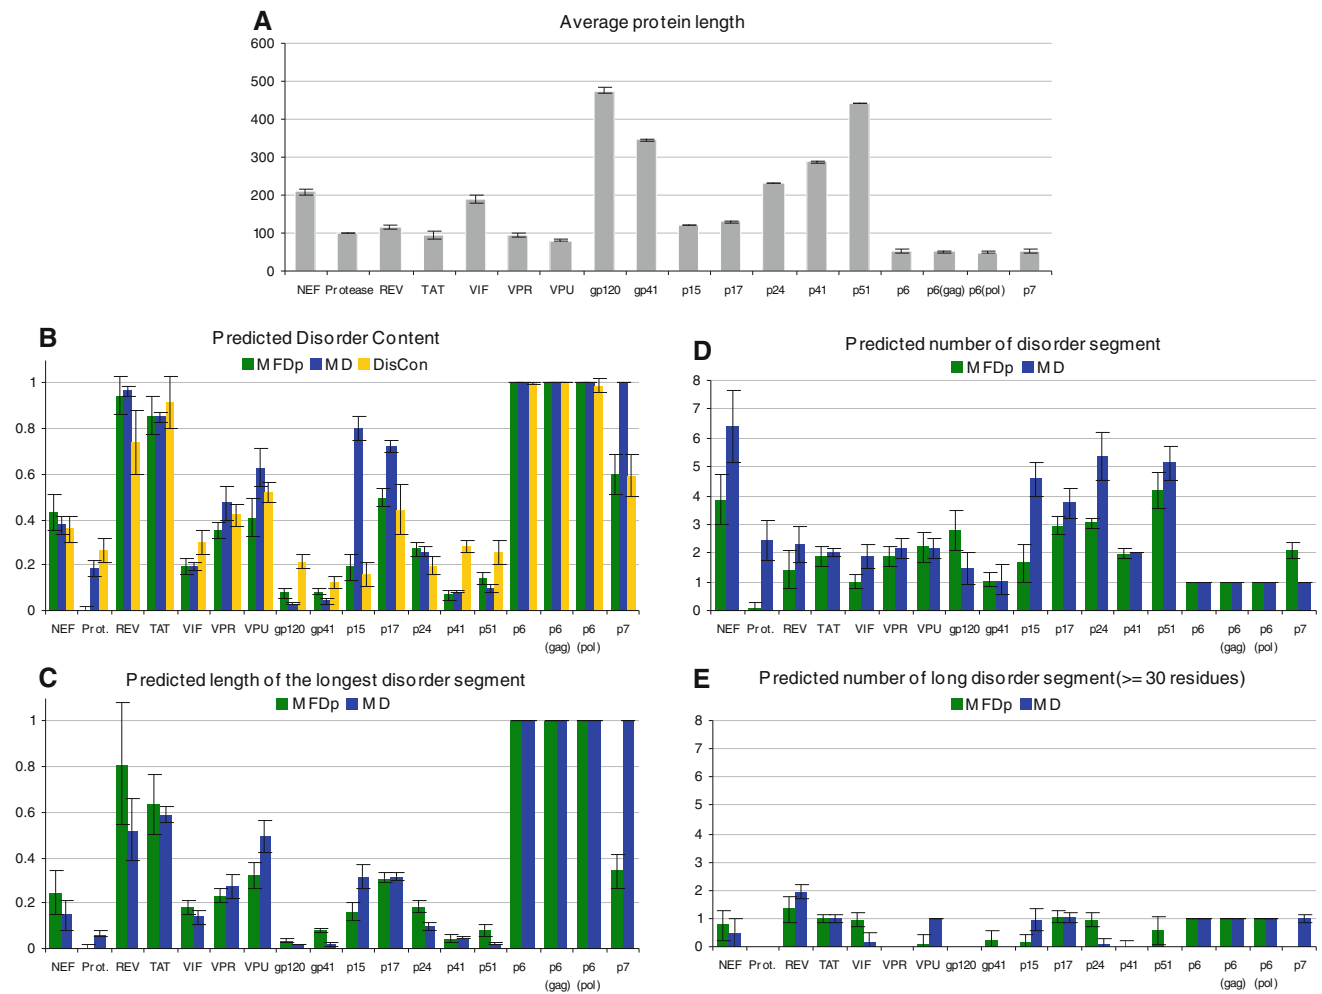 A
Average protein length
600
500
400
300
200
100
0
NEF Protease REV TAT VIF VPR VPU gp120 gp41 p15 p17 p24 p41 p51 p6 p6(gag) p6(pol) p7
B
Predicted Disorder Content
MFDp MD DisCon
1
0.8
0.6
0.4
0.2
0
NEF Prot. REV TAT VIF VPR VPU gp120 gp41 p15 p17 p24 p41 p51 p6 p6 p6 p7
(gag) (pol)
D
Predicted number of disorder segment
MFDp MD
8
7
6
5
4
3
2
1
0
NEF Prot. REV TAT VIF VPR VPU gp120 gp41 p15 p17 p24 p41 p51 p6 p6 p6 p7
(gag) (pol)
C
Predicted length of the longest disorder segment
MFDp MD
1
0.8
0.6
0.4
0.2
0
NEF Prot. REV TAT VIF VPR VPU gp120 gp41 p15 p17 p24 p41 p51 p6 p6 p6 p7
(gag) (pol)
E
Predicted number of long disorder segment(>= 30 residues)
MFDp MD
8
7
6
5
4
3
2
1
0
NEF Prot. REV TAT VIF VPR VPU gp120 gp41 p15 p17 p24 p41 p51 p6 p6 p6 p7
(gag) (pol)